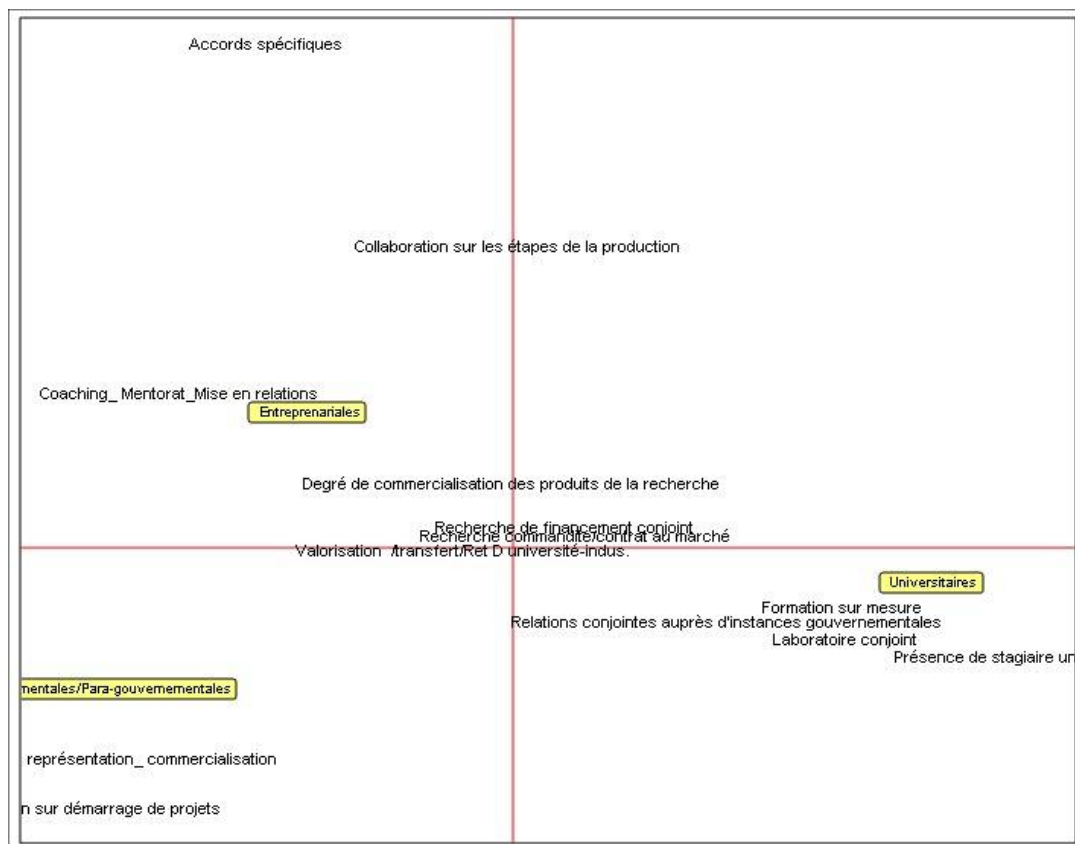 Accords spécifiques
Collaboration sur les étapes de la production
Coaching_ Mentorat_Mise en relations
Entreprenariales
Degré de commercialisation des produits de la recherche
Recherche de financement conjoint
Recherche commandité/contrat au marché
Valorisation /transfert/Ret D université-indus.
Universitaires
Formation sur mesure
Relations conjointes auprès d'instances gouvernementales
Laboratoire conjoint
Présence de stagiaire un
mentales/Para-gouvernementales
représentation_ commercialisation
n sur démarrage de projets